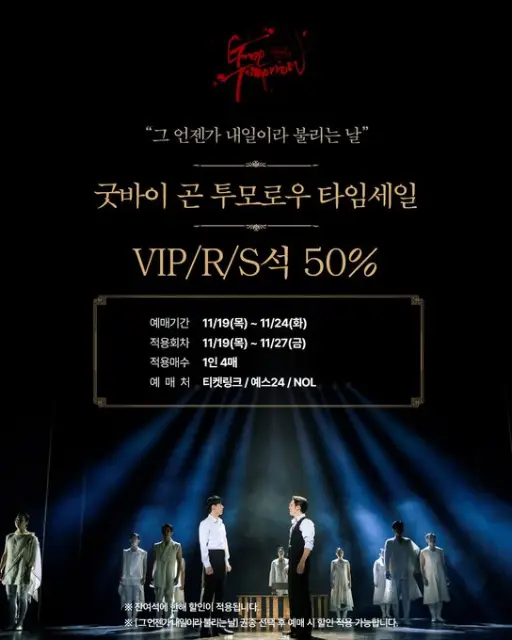 Gone
Tomorrow
“그 언젠가 내일이라 불리는 날”
굿바이 곤 투모로우 타임세일
VIP/R/S석 50%
예매기간 11/19(목) ~ 11/24(화)
적용회차 11/19(목) ~ 11/27(금)
적용매수 1인 4매
예 매 처 티켓링크 / 예스24 / NOL
※ 잔여석에 한해 할인이 적용됩니다.
※ [그 언젠가 내일이라 불리는 날] 권종 선택 후 예매 시 할인 적용 가능합니다.